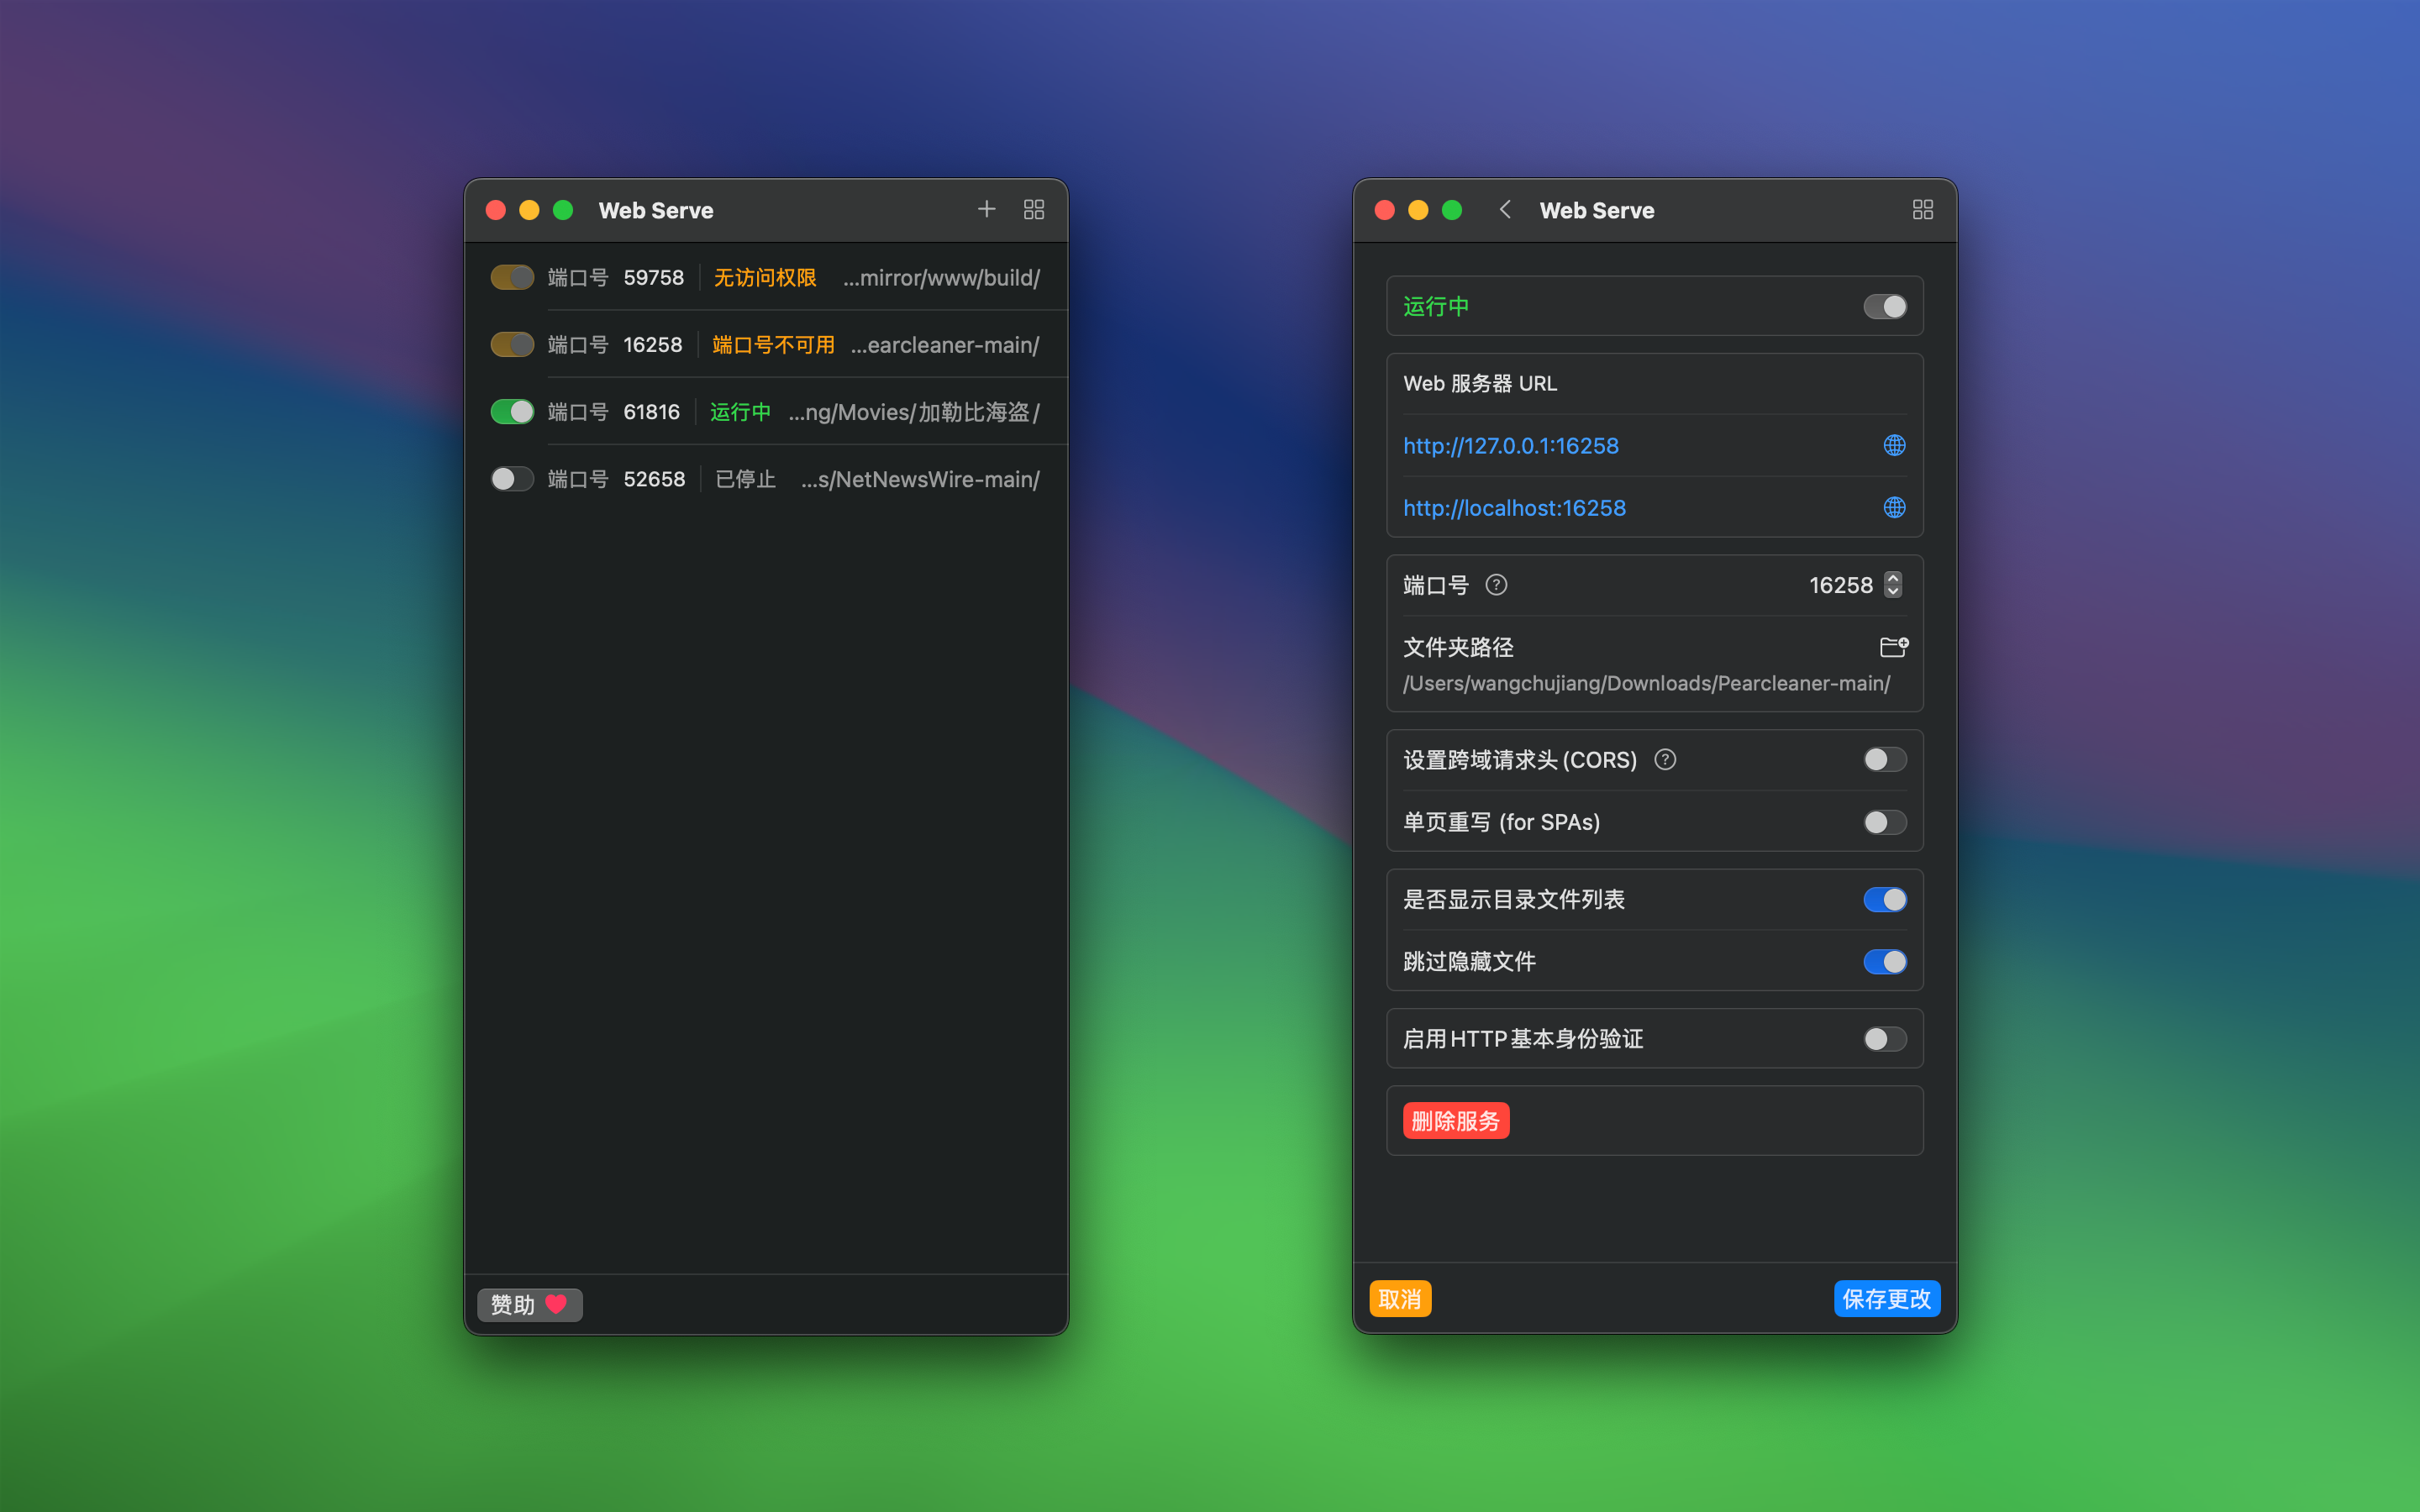 Web Serve
端口号 59758 无访问权限 ...mirror/www/build/
端口号 16258 端口号不可用 ...earcleaner-main/
端口号 61816 运行中 ...ng/Movies/加勒比海盗/
端口号 52658 已停止 ...s/NetNewsWire-main/
赞助
Web Serve
运行中
Web 服务器 URL
http://127.0.0.1:16258
http://localhost:16258
端口号 ? 16258
文件夹路径
/Users/wangchujiang/Downloads/Pearcleaner-main/
设置跨域请求头(CORS) ?
单页重写 (for SPAs)
是否显示目录文件列表
跳过隐藏文件
启用HTTP基本身份验证
删除服务
取消 保存更改